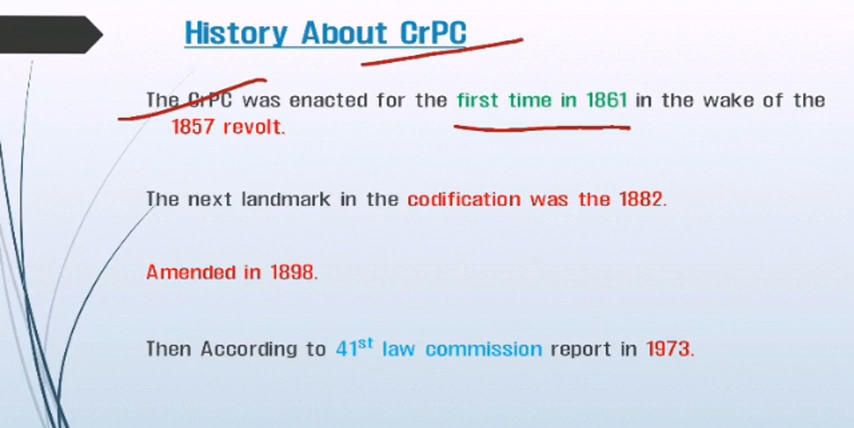 History About CrPC
The CrPC was enacted for the first time in 1861 in the wake of the
1857 revolt.
The next landmark in the codification was the 1882.
Amended in 1898.
Then According to 41st law commission report in 1973.